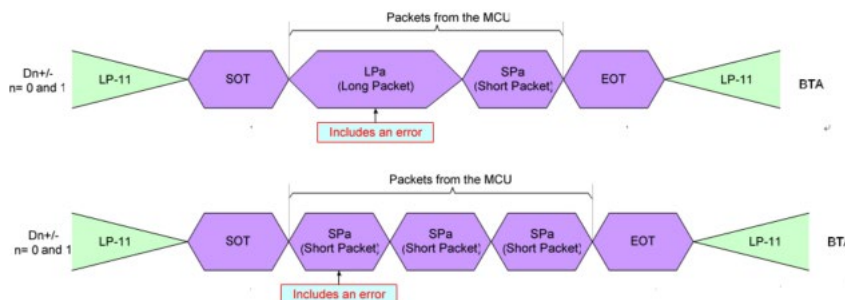 Packets from the MCU
Dn+/-
n= 0 and 1
LP-11
SOT
LPa
(Long Packet)
SPa
(Short Packet)
EOT
LP-11
BTA
Includes an error
Packets from the MCU
Dn+/-
n= 0 and 1
LP-11
SOT
SPa
(Short Packet)
SPa
(Short Packet)
SPa
(Short Packet)
EOT
LP-11
BT
Includes an error